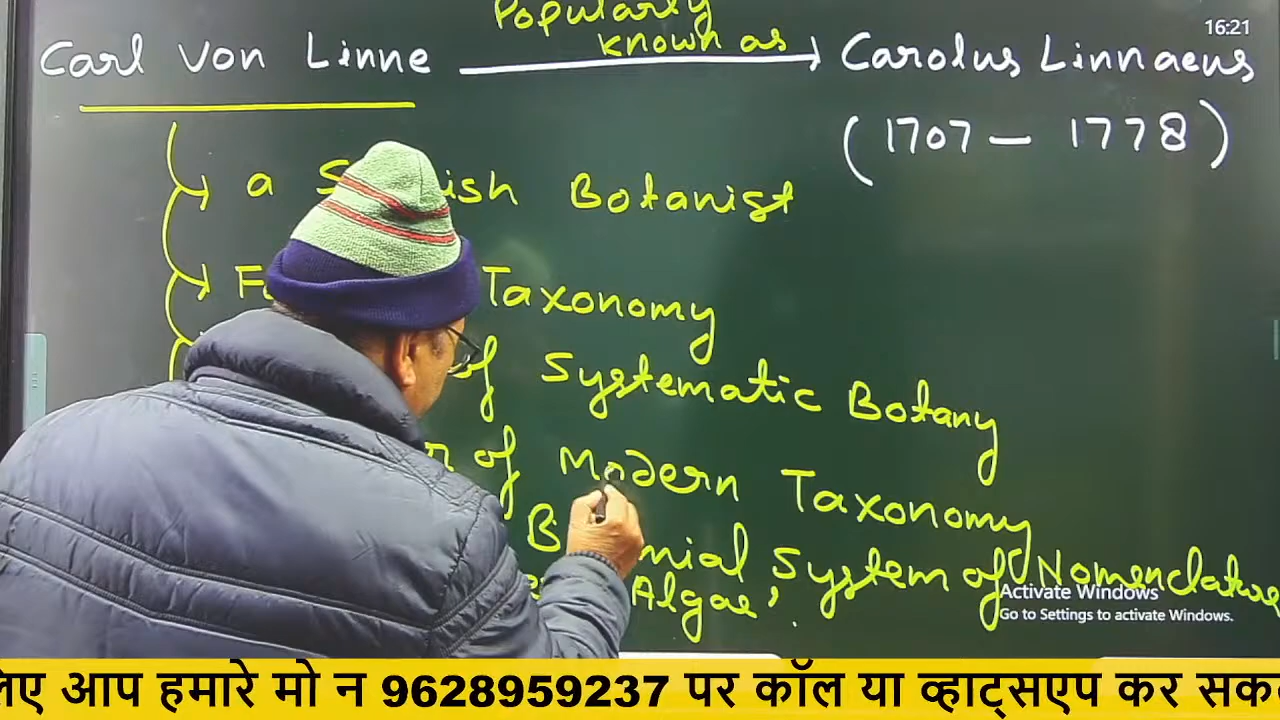 Popularly
known as
16:21
Carl Von Linne → Carolus Linnaeus
(1707 — 1778)
→ a ish Botanist
→ Taxonomy
of Systematic Botany
of Modern Taxonomy
System of Nomenclature
Algae,
Activate Windows
Go to Settings to activate Windows.
आप हमारे मो न 9628959237 पर कॉल या व्हाट्सएप कर